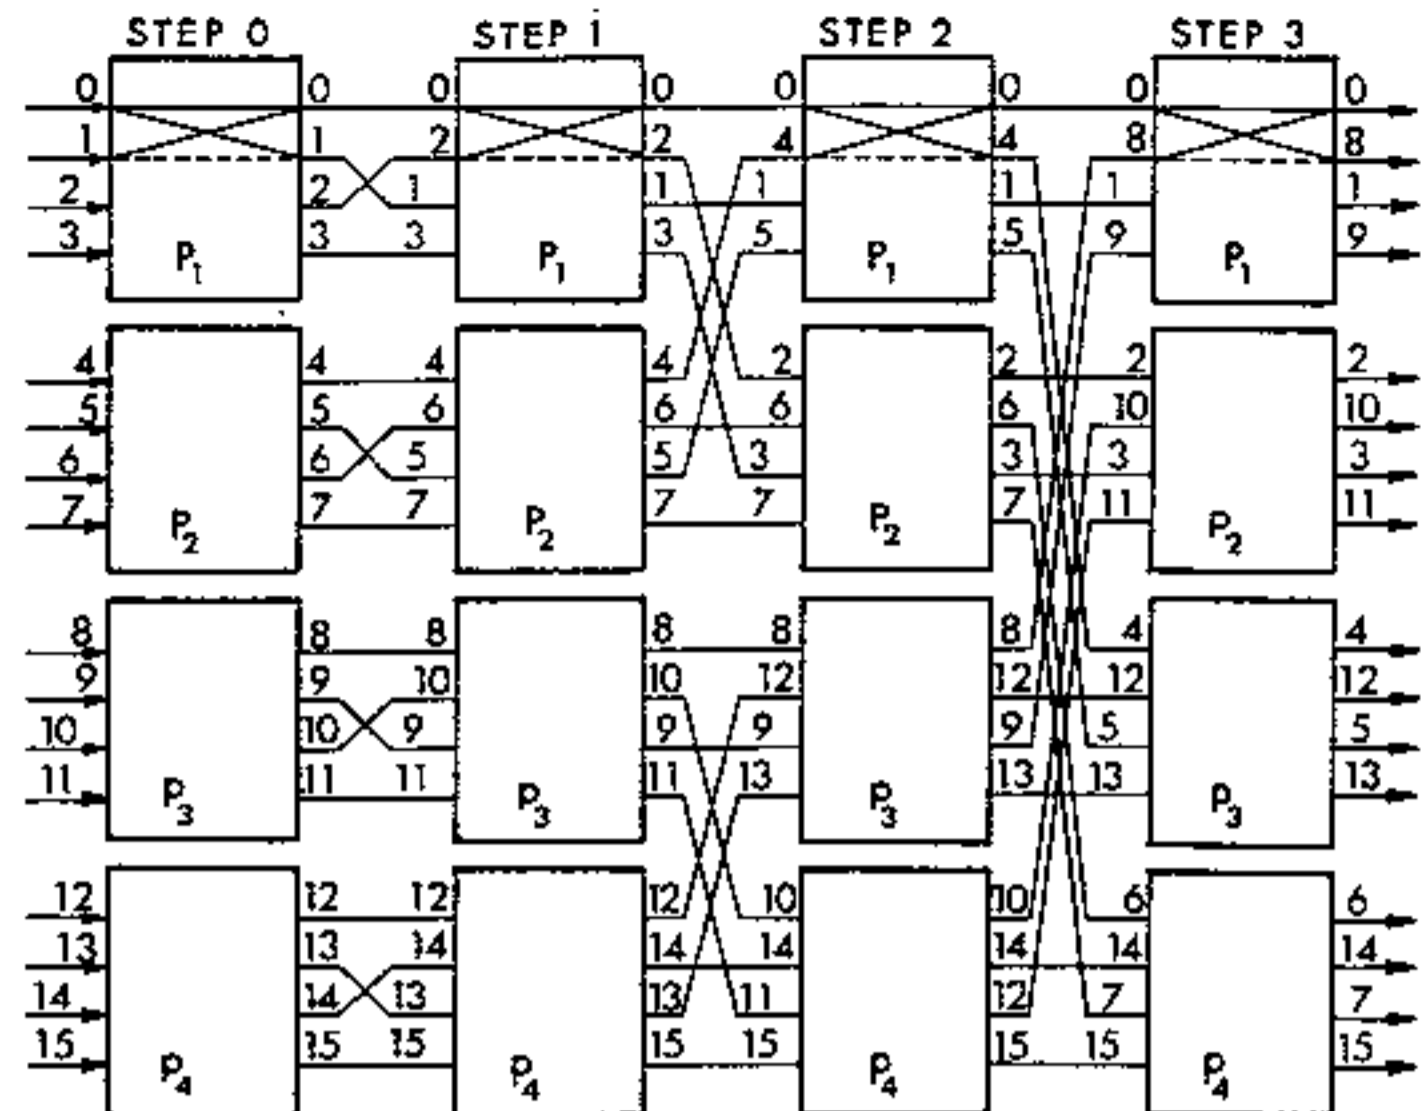 STEP 0 STEP 1 STEP 2 STEP 3
0 0 0 0 0 0 0 0
1 1 2 2 4 4 8 8
2 2 1 1 1 1 1 1
3 3 3 3 5 5 9 9
P1 P1 P1 P1
4 4 4 4 2 2 2 2
5 5 6 6 6 6 10 10
6 6 5 5 3 3 3 3
7 7 7 7 7 7 11 11
P2 P2 P2 P2
8 8 8 8 8 8 4 4
9 9 10 10 12 12 12 12
10 10 9 9 9 9 5 5
11 11 11 11 13 13 13 13
P3 P3 P3 P3
12 12 12 12 10 10 6 6
13 13 14 14 14 14 14 14
14 14 13 13 11 12 7 7
15 15 15 15 15 15 15 15
P4 P4 P4 P4